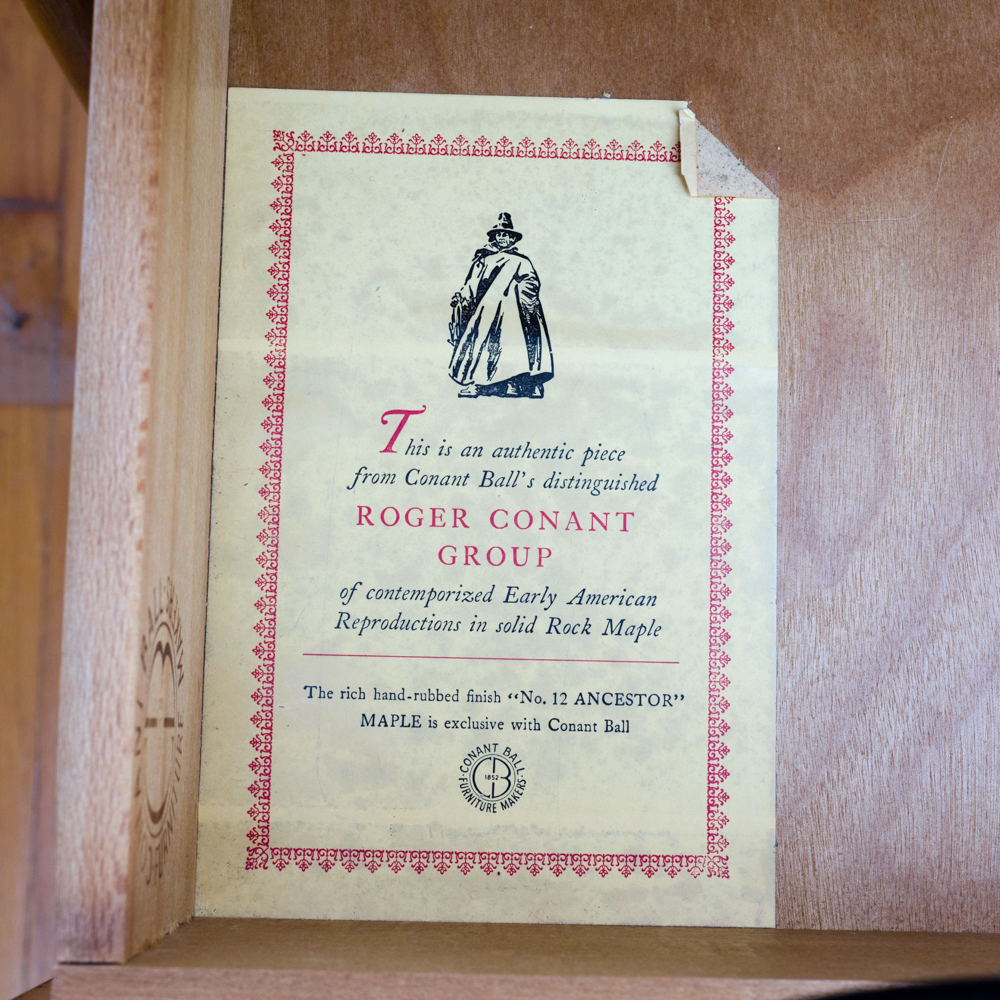 This is an authentic piece
from Conant Ball's distinguished
ROGER CONANT
GROUP
of contemporized Early American
Reproductions in solid Rock Maple
The rich hand-rubbed finish “No. 12 ANCESTOR”
MAPLE is exclusive with Conant Ball
CONANT BALL
CB
1852
FURNITURE MAKERS